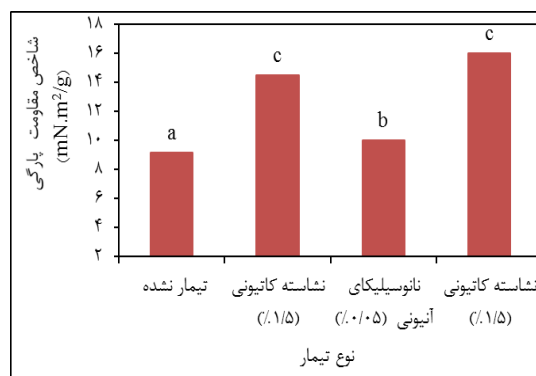 شاخص مقاومت پارگی
(mN.m²/g)
۱۸
۱۶
۱۴
۱۲
۱۰
۸
۶
۴
۲
a
c
b
c
تیمار نشده
نشاسته کاتیونی
(٪۱/۵)
نانوسیلیکای
آنیونی (٪۰/۰۵)
نشاسته کاتیونی
(٪۱/۵)
نوع تیمار